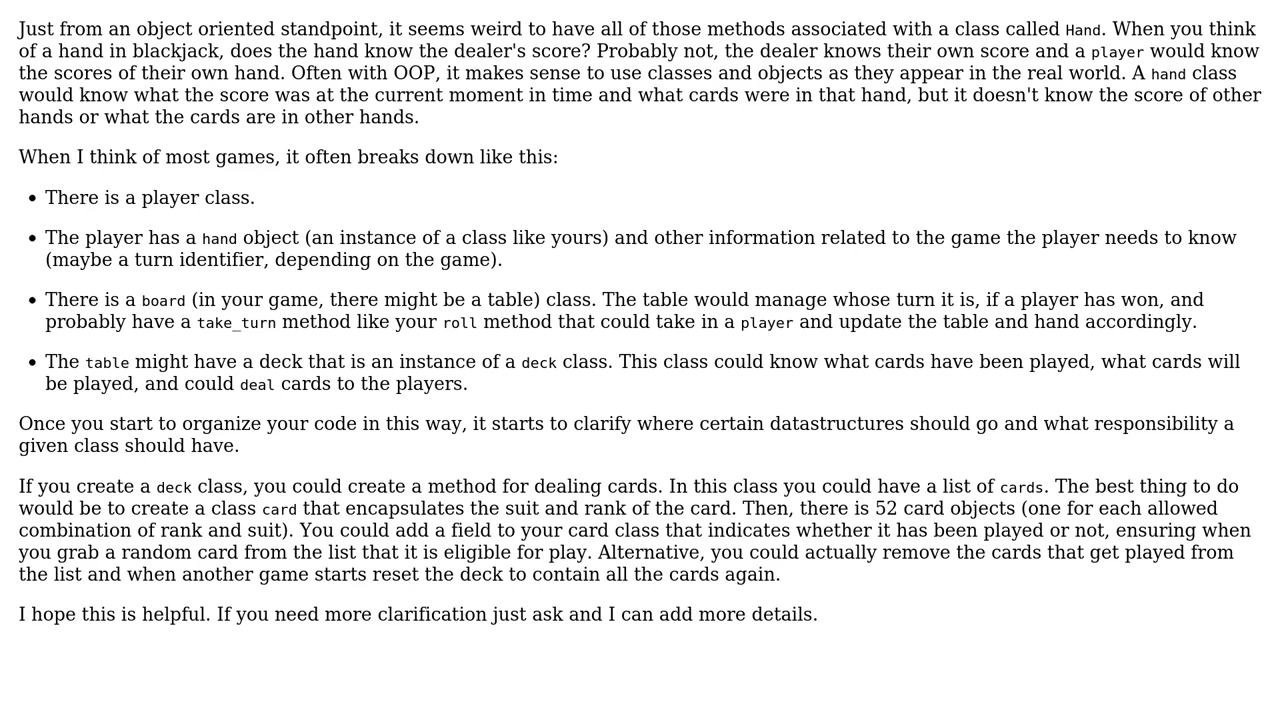 Just from an object oriented standpoint, it seems weird to have all of those methods associated with a class called Hand. When you think
of a hand in blackjack, does the hand know the dealer's score? Probably not, the dealer knows their own score and a player would know
the scores of their own hand. Often with OOP, it makes sense to use classes and objects as they appear in the real world. A hand class
would know what the score was at the current moment in time and what cards were in that hand, but it doesn't know the score of other
hands or what the cards are in other hands.
When I think of most games, it often breaks down like this:
• There is a player class.
• The player has a hand object (an instance of a class like yours) and other information related to the game the player needs to know
(maybe a turn identifier, depending on the game).
• There is a board (in your game, there might be a table) class. The table would manage whose turn it is, if a player has won, and
probably have a take_turn method like your roll method that could take in a player and update the table and hand accordingly.
• The table might have a deck that is an instance of a deck class. This class could know what cards have been played, what cards will
be played, and could deal cards to the players.
Once you start to organize your code in this way, it starts to clarify where certain datastructures should go and what responsibility a
given class should have.
If you create a deck class, you could create a method for dealing cards. In this class you could have a list of cards. The best thing to do
would be to create a class card that encapsulates the suit and rank of the card. Then, there is 52 card objects (one for each allowed
combination of rank and suit). You could add a field to your card class that indicates whether it has been played or not, ensuring when
you grab a random card from the list that it is eligible for play. Alternative, you could actually remove the cards that get played from
the list and when another game starts reset the deck to contain all the cards again.
I hope this is helpful. If you need more clarification just ask and I can add more details.